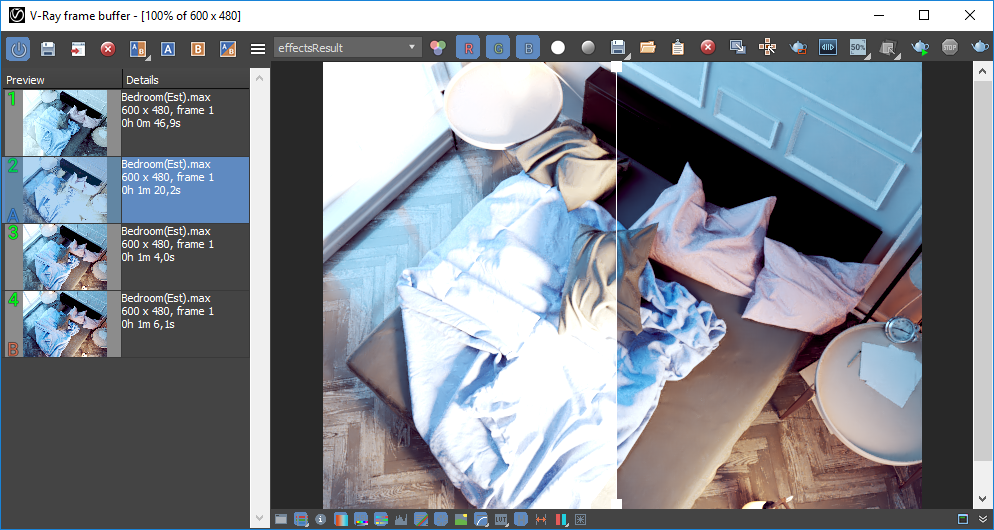 V-Ray frame buffer - [100% of 600 x 480]
A B
A
B
A B
effectsResult
R
G
B
50%
STOP
Preview
Details
1
Bedroom(Est).max
600 x 480, frame 1
0h 0m 46,9s
2
Bedroom(Est).max
600 x 480, frame 1
0h 1m 20,2s
A
3
Bedroom(Est).max
600 x 480, frame 1
0h 1m 4,0s
4
Bedroom(Est).max
600 x 480, frame 1
0h 1m 6,1s
B
LUT